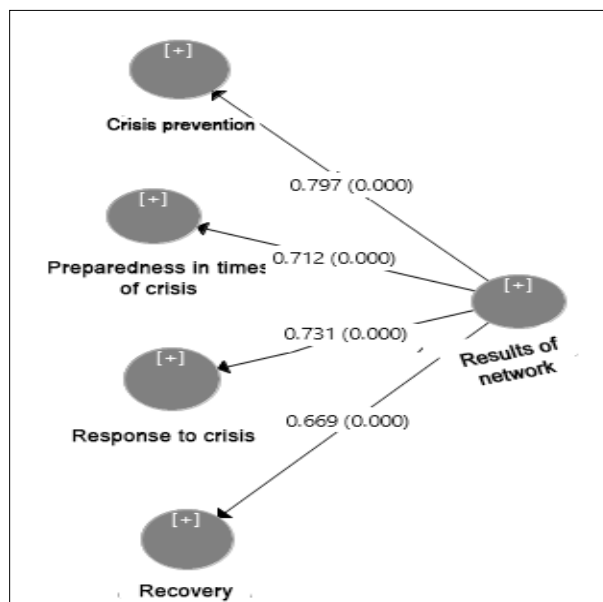 [+]
Crisis prevention
0.797 (0.000)
[+]
0.712 (0.000)
Preparedness in times
of crisis
[+]
Results of
network
0.731 (0.000)
[+]
Response to crisis
0.669 (0.000)
[+]
Recovery